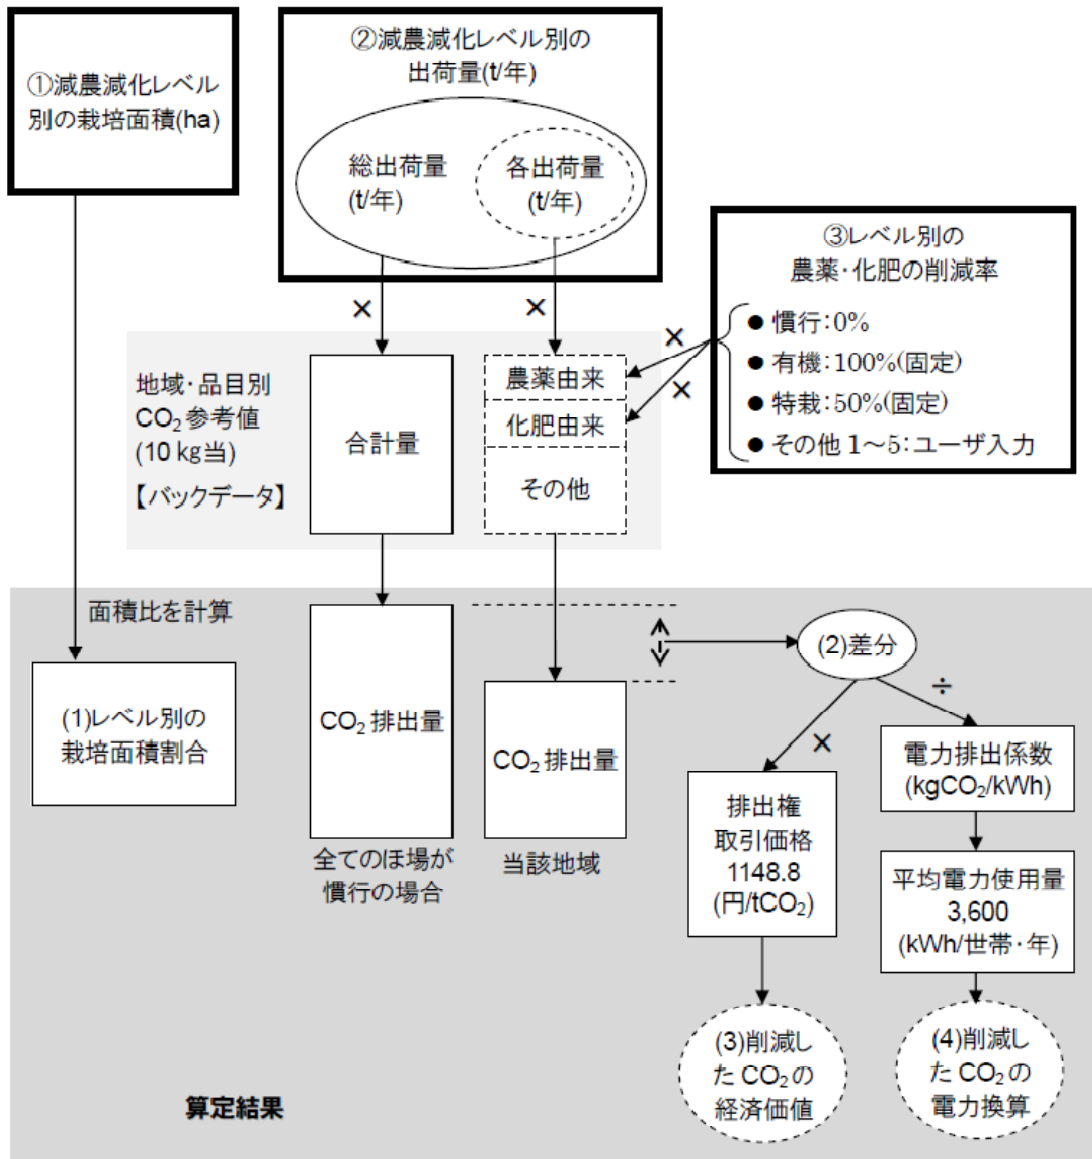 ①減農減化レベル
別の栽培面積(ha)
②減農減化レベル別の
出荷量(t/年)
総出荷量
(t/年)
各出荷量
(t/年)
③レベル別の
農薬・化肥の削減率
● 慣行：0%
● 有機：100%(固定)
● 特栽：50%(固定)
● その他 1～5：ユーザ入力
×
×
×
×
地域・品目別
CO₂参考値
(10 kg当)
【バックデータ】
合計量
農薬由来
化肥由来
その他
面積比を計算
(1)レベル別の
栽培面積割合
CO₂排出量
全てのほ場が
慣行の場合
CO₂排出量
当該地域
(2)差分
×
÷
排出権
取引価格
1148.8
(円/tCO₂)
電力排出係数
(kgCO₂/kWh)
平均電力使用量
3,600
(kWh/世帯・年)
(3)削減し
たCO₂の
経済価値
(4)削減し
たCO₂の
電力換算
算定結果